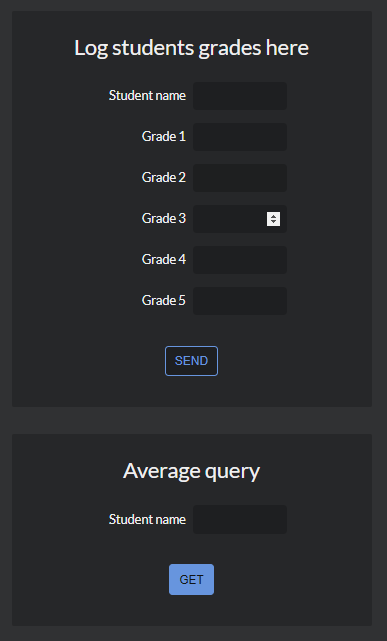 Log students grades here
Student name
Grade 1
Grade 2
Grade 3
Grade 4
Grade 5
SEND
Average query
Student name
GET